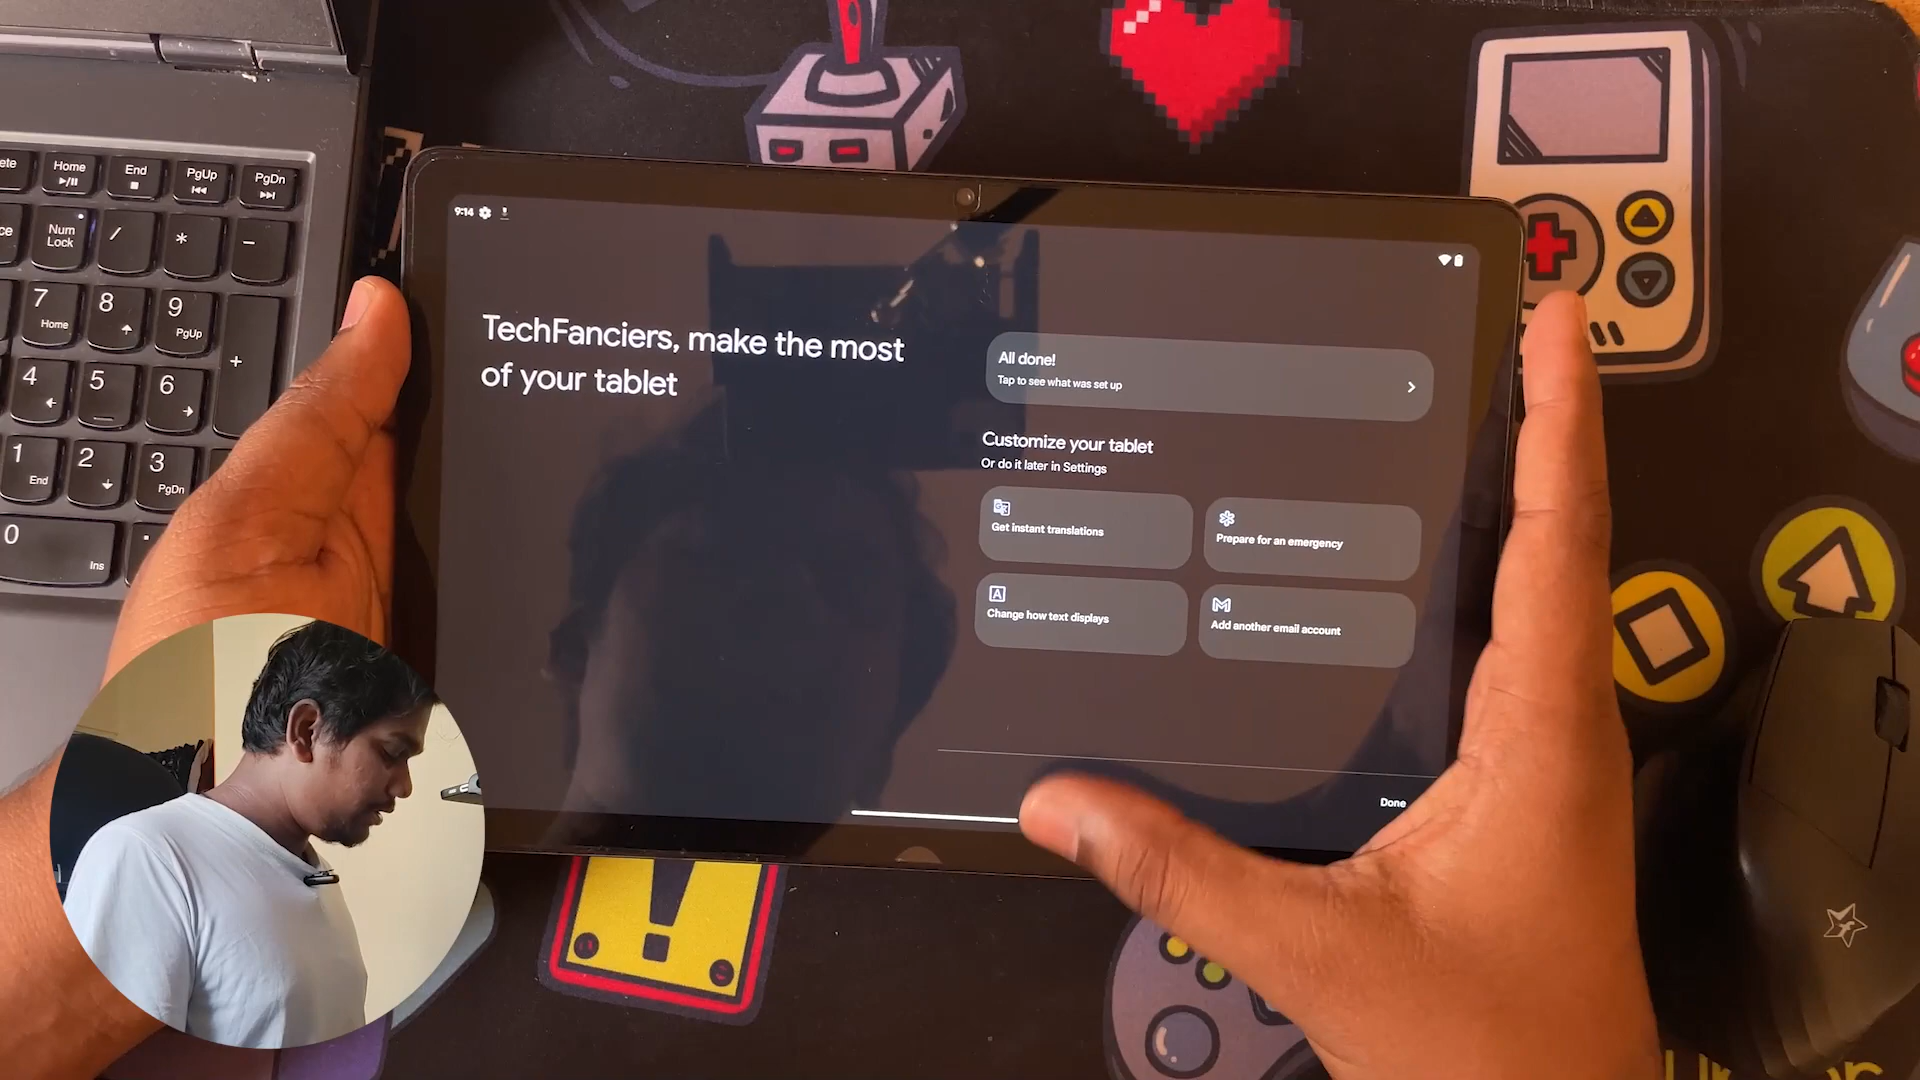 9:14
TechFanciers, make the most
of your tablet
All done!
Tap to see what was set up
Customize your tablet
Or do it later in Settings
Get instant translations
Prepare for an emergency
Change how text displays
Add another email account
Done
Home
End
PgUp
PgDn
Num
Lock
/
*
-
7
Home
8
9
PgUp
+
4
5
6
1
End
2
3
PgDn
0
Ins
.